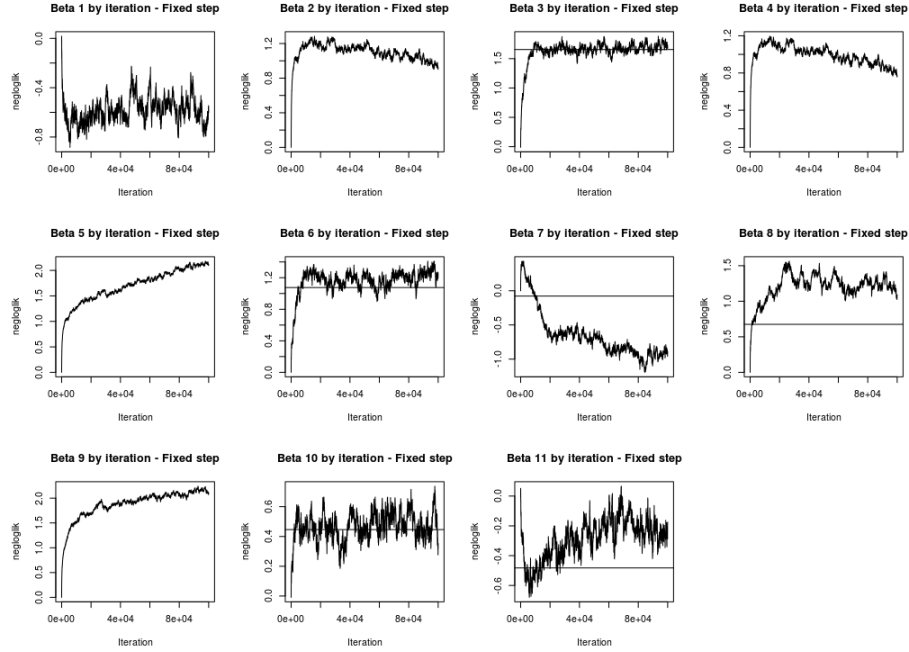 Beta 1 by iteration - Fixed step
negloglik
0.0
-0.4
-0.8
0e+00 4e+04 8e+04
Iteration
Beta 2 by iteration - Fixed step
negloglik
1.2
0.8
0.4
0.0
0e+00 4e+04 8e+04
Iteration
Beta 3 by iteration - Fixed step
negloglik
1.5
1.0
0.5
0.0
0e+00 4e+04 8e+04
Iteration
Beta 4 by iteration - Fixed step
negloglik
1.2
0.8
0.4
0.0
0e+00 4e+04 8e+04
Iteration
Beta 5 by iteration - Fixed step
negloglik
2.0
1.5
1.0
0.5
0.0
0e+00 4e+04 8e+04
Iteration
Beta 6 by iteration - Fixed step
negloglik
1.2
0.8
0.4
0.0
0e+00 4e+04 8e+04
Iteration
Beta 7 by iteration - Fixed step
negloglik
0.0
-0.5
-1.0
0e+00 4e+04 8e+04
Iteration
Beta 8 by iteration - Fixed step
negloglik
1.5
1.0
0.5
0.0
0e+00 4e+04 8e+04
Iteration
Beta 9 by iteration - Fixed step
negloglik
2.0
1.5
1.0
0.5
0.0
0e+00 4e+04 8e+04
Iteration
Beta 10 by iteration - Fixed step
negloglik
0.6
0.4
0.2
0.0
0e+00 4e+04 8e+04
Iteration
Beta 11 by iteration - Fixed step
negloglik
0.0
-0.2
-0.4
-0.6
0e+00 4e+04 8e+04
Iteration